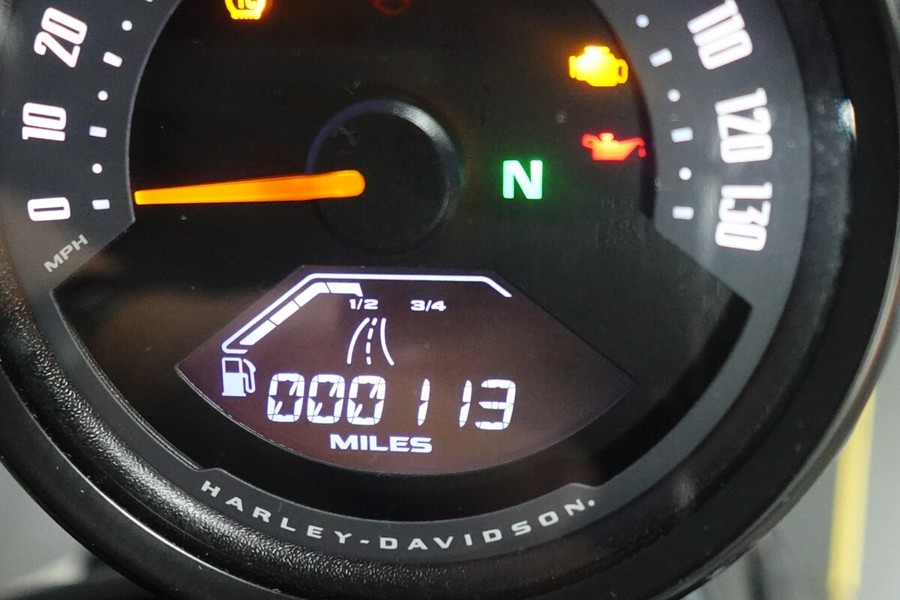 20
10
0
MPH
110
120
130
N
1/2 3/4
000113
MILES
HARLEY-DAVIDSON.